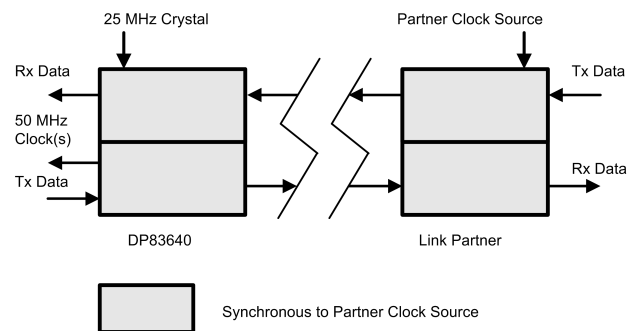 25 MHz Crystal
Partner Clock Source
Rx Data
Tx Data
50 MHz
Clock(s)
Tx Data
Rx Data
DP83640
Link Partner
Synchronous to Partner Clock Source